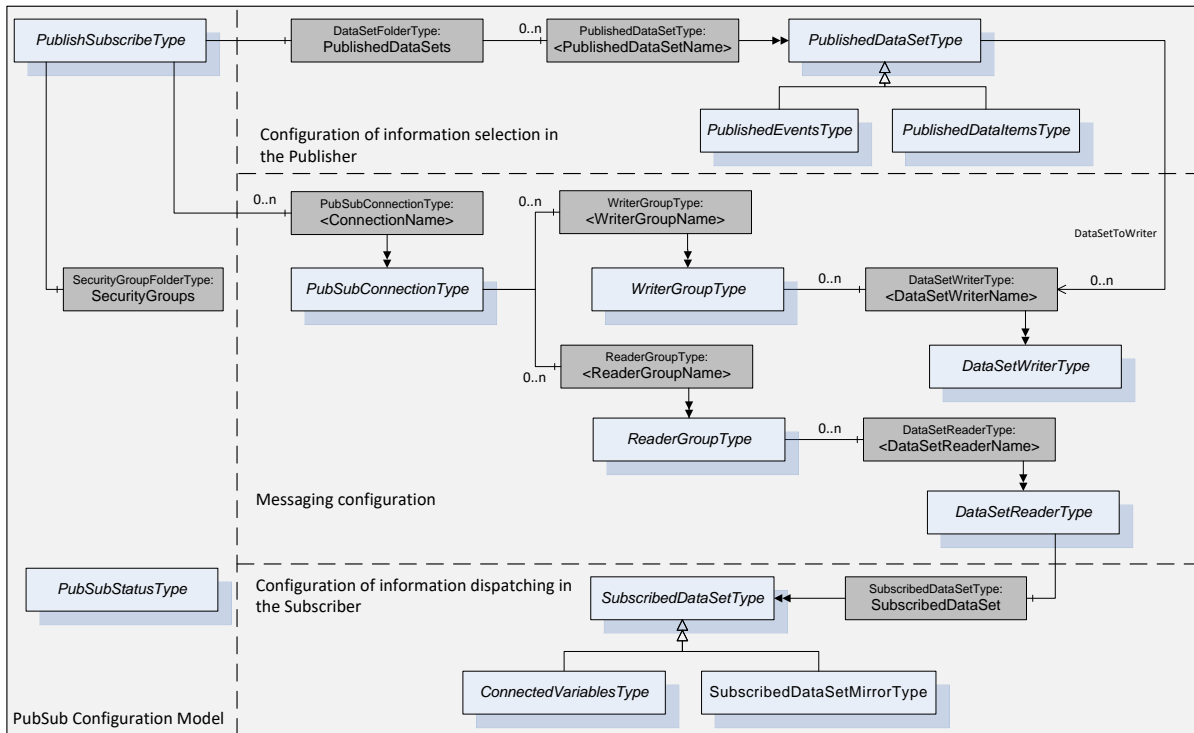 PublishSubscribeType
DataSetFolderType:
PublishedDataSets
0..n
PublishedDataSetType:
<PublishedDataSetName>
PublishedDataSetType
PublishedEventsType
PublishedDataItemsType
Configuration of information selection in
the Publisher
0..n
PubSubConnectionType:
<ConnectionName>
0..n
WriterGroupType:
<WriterGroupName>
DataSetToWriter
SecurityGroupFolderType:
SecurityGroups
PubSubConnectionType
WriterGroupType
0..n
DataSetWriterType:
<DataSetWriterName>
0..n
ReaderGroupType:
<ReaderGroupName>
0..n
DataSetWriterType
ReaderGroupType
0..n
DataSetReaderType:
<DataSetReaderName>
Messaging configuration
DataSetReaderType
PubSubStatusType
Configuration of information dispatching in
the Subscriber
SubscribedDataSetType
SubscribedDataSetType:
SubscribedDataSet
ConnectedVariablesType
SubscribedDataSetMirrorType
PubSub Configuration Model